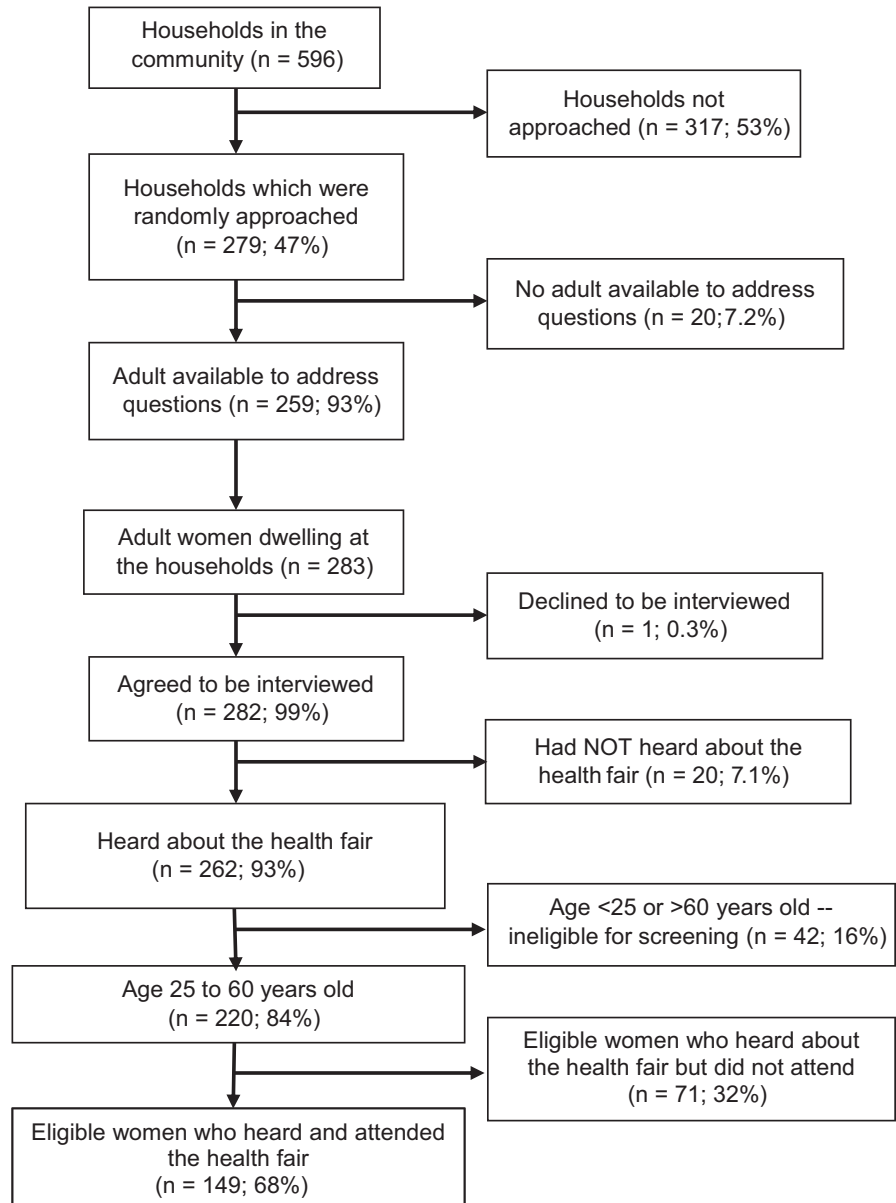 Households in the
community (n = 596)
Households not
approached (n = 317; 53%)
Households which were
randomly approached
(n = 279; 47%)
No adult available to address
questions (n = 20;7.2%)
Adult available to address
questions (n = 259; 93%)
Adult women dwelling at
the households (n = 283)
Declined to be interviewed
(n = 1; 0.3%)
Agreed to be interviewed
(n = 282; 99%)
Had NOT heard about the
health fair (n = 20; 7.1%)
Heard about the health fair
(n = 262; 93%)
Age <25 or >60 years old --
ineligible for screening (n = 42; 16%)
Age 25 to 60 years old
(n = 220; 84%)
Eligible women who heard about
the health fair but did not attend
(n = 71; 32%)
Eligible women who heard and attended
the health fair
(n = 149; 68%)